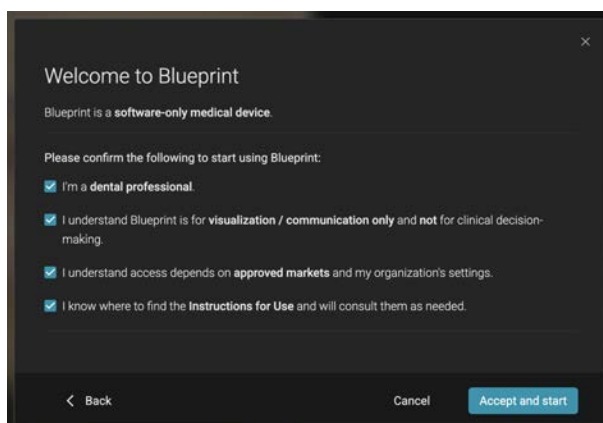 Welcome to Blueprint
Blueprint is a software-only medical device.
Please confirm the following to start using Blueprint:
I'm a dental professional.
I understand Blueprint is for visualization / communication only and not for clinical decision-
making.
I understand access depends on approved markets and my organization's settings.
I know where to find the Instructions for Use and will consult them as needed.
Back
Cancel
Accept and start